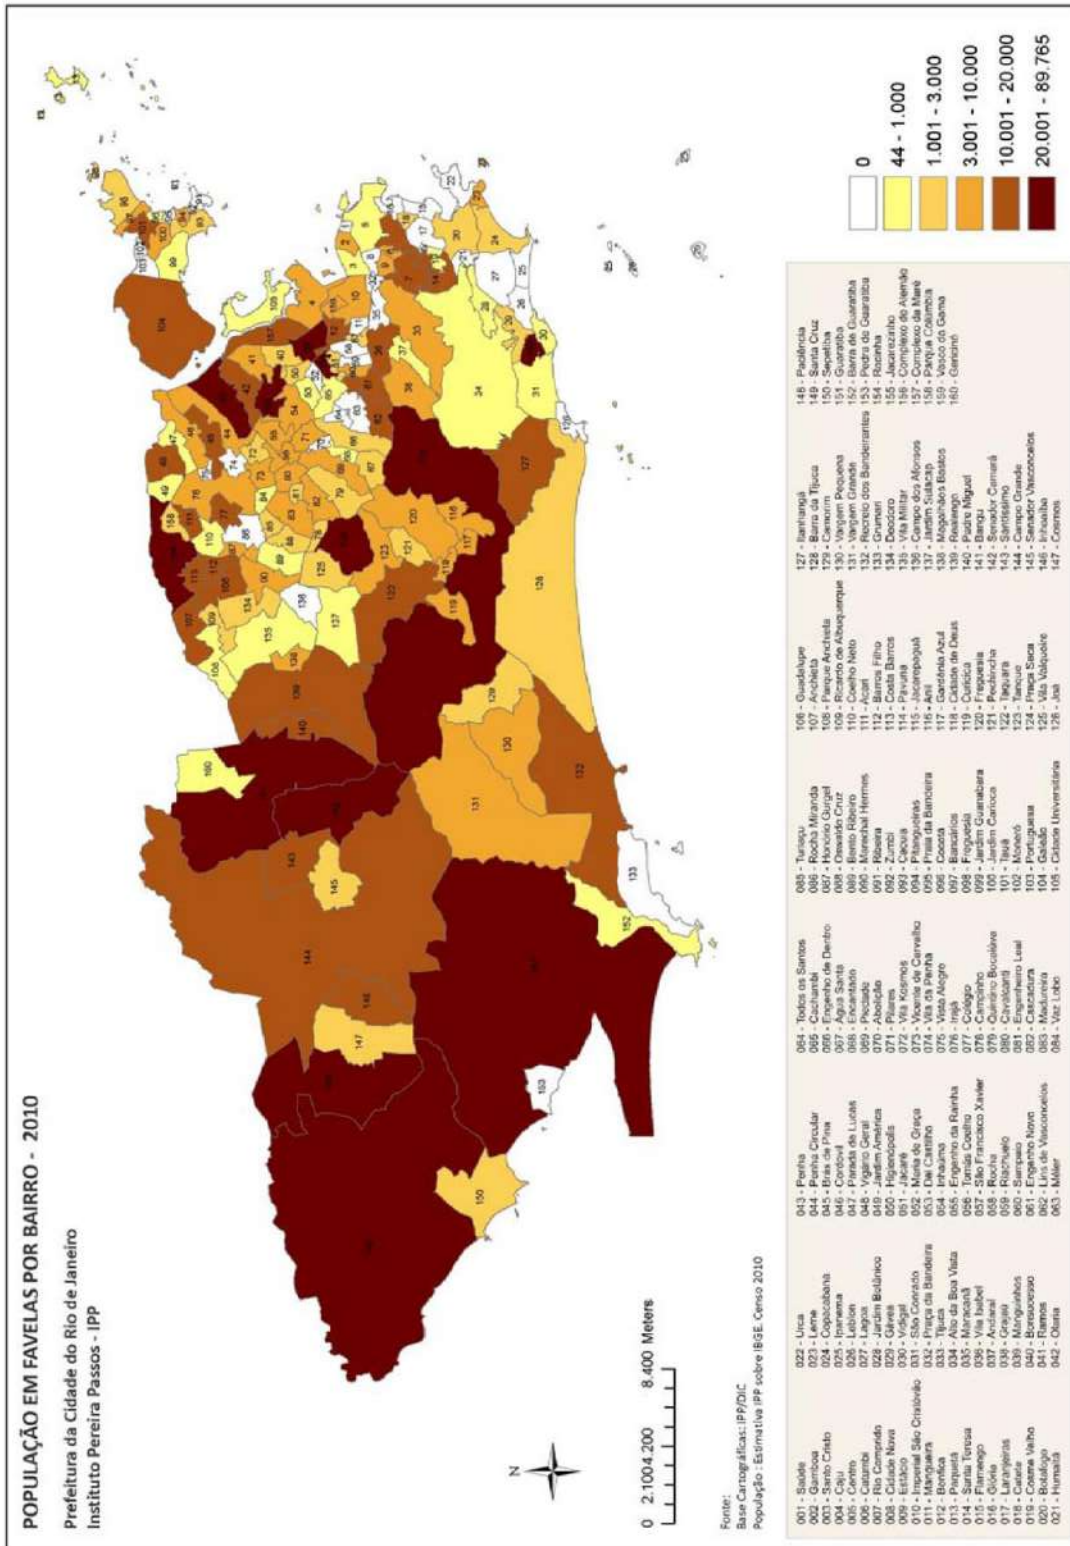 POPULAÇÃO EM FAVELAS POR BAIRRO - 2010
Prefeitura da Cidade do Rio de Janeiro
Instituto Pereira Passos - IPP
N
0 2.100 4.200 8.400 Meters
Fonte:
Base Cartográficas: IPP/DIC
População : Estimativa IPP sobre IBGE. Censo 2010
0
44 - 1.000
1.001 - 3.000
3.001 - 10.000
10.001 - 20.000
20.001 - 89.765
001 - Saúde
002 - Gamboa
003 - Santo Cristo
004 - Caju
005 - Centro
006 - Catumbi
007 - Rio Comprido
008 - Cidade Nova
009 - Estácio
010 - Imperial São Cristóvão
011 - Mangueira
012 - Benfica
013 - Paquetá
014 - Santa Teresa
015 - Flamengo
016 - Glória
017 - Laranjeiras
018 - Catete
019 - Cosme Velho
020 - Botafogo
021 - Humaitá
022 - Urca
023 - Leme
024 - Copacabana
025 - Ipanema
026 - Leblon
027 - Lagoa
028 - Jardim Botânico
029 - Gávea
030 - Vidigal
031 - São Conrado
032 - Praça da Bandeira
033 - Tijuca
034 - Alto da Boa Vista
035 - Maracanã
036 - Vila Isabel
037 - Andaraí
038 - Grajaú
039 - Manguinhos
040 - Bonsucesso
041 - Ramos
042 - Olaria
043 - Penha
044 - Penha Circular
045 - Brás de Pina
046 - Cordovil
047 - Parada de Lucas
048 - Vigário Geral
049 - Jardim América
050 - Higienópolis
051 - Jacaré
052 - Maria da Graça
053 - Del Castilho
054 - Inhaúma
055 - Engenho da Rainha
056 - Tomás Coelho
057 - São Francisco Xavier
058 - Rocha
059 - Riachuelo
060 - Sampaio
061 - Engenho Novo
062 - Lins de Vasconcelos
063 - Méier
064 - Todos os Santos
065 - Cachambi
066 - Engenho de Dentro
067 - Água Santa
068 - Encantado
069 - Piedade
070 - Abolição
071 - Pilares
072 - Vila Kosmos
073 - Vicente de Carvalho
074 - Vila da Penha
075 - Vista Alegre
076 - Irajá
077 - Colégio
078 - Campinho
079 - Quintino Bocaiúva
080 - Cavalcanti
081 - Engenheiro Leal
082 - Cascadura
083 - Madureira
084 - Vaz Lobo
085 - Turiaçu
086 - Rocha Miranda
087 - Honório Gurgel
088 - Oswaldo Cruz
089 - Bento Ribeiro
090 - Marechal Hermes
091 - Ribeira
092 - Zumbi
093 - Cacuia
094 - Pitangueiras
095 - Praia da Bandeira
096 - Cocotá
097 - Bancários
098 - Freguesia
099 - Jardim Guanabara
100 - Jardim Carioca
101 - Tauá
102 - Moneró
103 - Portuguesa
104 - Galeão
105 - Cidade Universitária
106 - Guadalupe
107 - Anchieta
108 - Parque Anchieta
109 - Ricardo de Albuquerque
110 - Coelho Neto
111 - Acari
112 - Barros Filho
113 - Costa Barros
114 - Pavuna
115 - Jacarepaguá
116 - Anil
117 - Gardênia Azul
118 - Cidade de Deus
119 - Curicica
120 - Freguesia
121 - Pechincha
122 - Taquara
123 - Tanque
124 - Praça Seca
125 - Vila Valqueire
126 - Joá
127 - Itanhangá
128 - Barra da Tijuca
129 - Camorim
130 - Vargem Pequena
131 - Vargem Grande
132 - Recreio dos Bandeirantes
133 - Grumari
134 - Deodoro
135 - Vila Militar
136 - Campo dos Afonsos
137 - Jardim Sulacap
138 - Magalhães Bastos
139 - Realengo
140 - Padre Miguel
141 - Bangu
142 - Senador Camará
143 - Santíssimo
144 - Campo Grande
145 - Senador Vasconcelos
146 - Inhoaíba
147 - Cosmos
148 - Paciência
149 - Santa Cruz
150 - Sepetiba
151 - Guaratiba
152 - Barra de Guaratiba
153 - Pedra de Guaratiba
154 - Rocinha
155 - Jacarezinho
156 - Complexo do Alemão
157 - Complexo da Maré
158 - Parque Colúmbia
159 - Vasco da Gama
160 - Gericinó